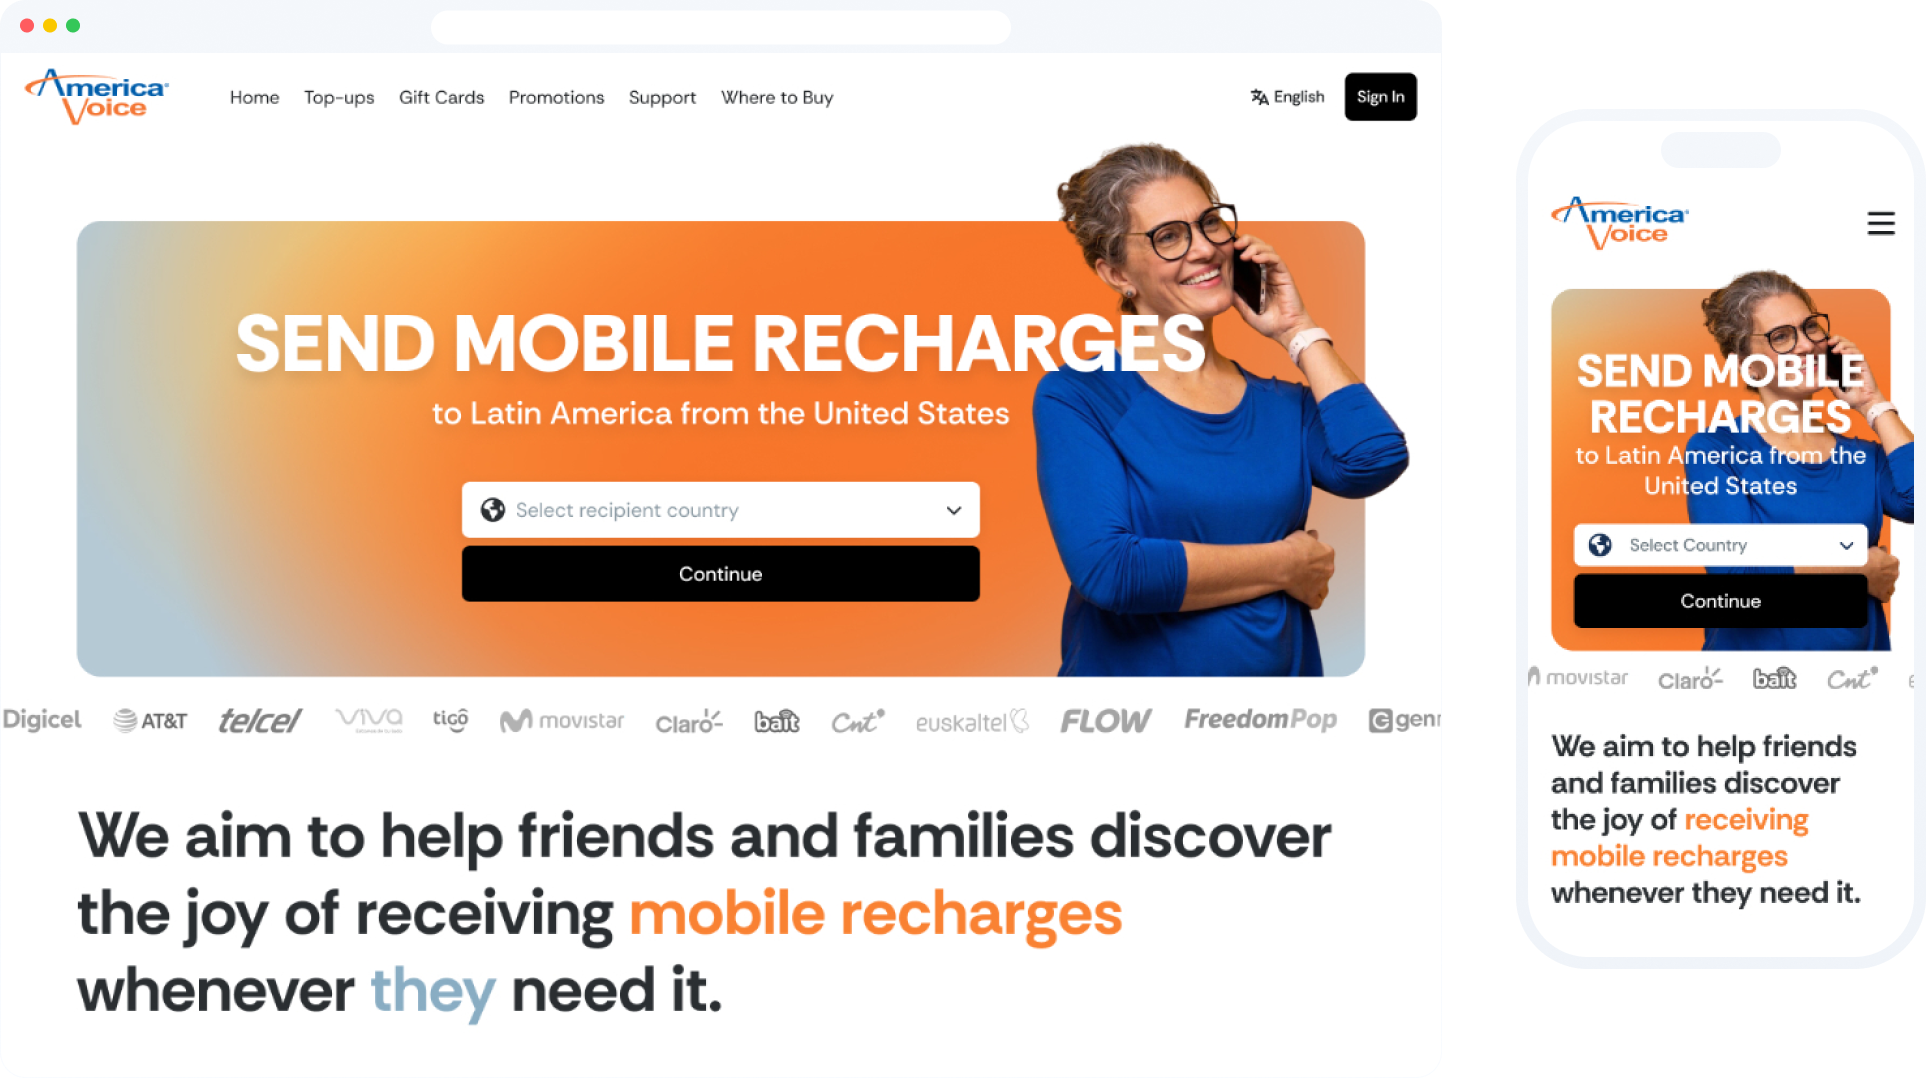 America®
Voice
Home Top-ups Gift Cards Promotions Support Where to Buy
English
Sign In
SEND MOBILE RECHARGES
to Latin America from the United States
Select recipient country
Continue
Digicel AT&T telcel VIVA tigo movistar Claro bait Cnt euskaltel FLOW FreedomPop
We aim to help friends and families discover
the joy of receiving mobile recharges
whenever they need it.
America®
Voice
SEND MOBILE
RECHARGES
to Latin America from the
United States
Select Country
Continue
movistar Claro bait Cnt
We aim to help friends
and families discover
the joy of receiving
mobile recharges
whenever they need it.